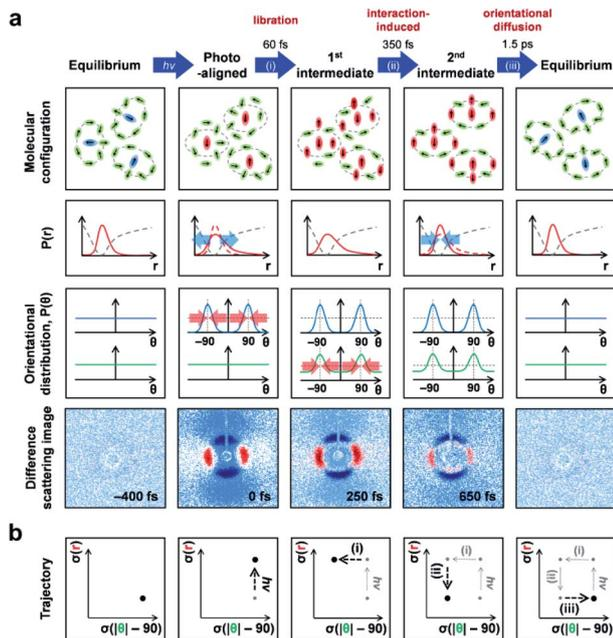 a
libration
interaction-
induced
orientational
diffusion
60 fs
350 fs
1.5 ps
Equilibrium
hν
Photo
-aligned
(i)
1st
intermediate
(ii)
2nd
intermediate
(iii)
Equilibrium
Molecular
configuration
P(r)
r
r
r
r
r
Orientational
distribution, P(θ)
θ
−90 90 θ
−90 90 θ
−90 90 θ
θ
θ
θ
−90 90 θ
−90 90 θ
θ
Difference
scattering image
−400 fs
0 fs
250 fs
650 fs
b
Trajectory
σ(r)
σ(|θ| − 90)
σ(r)
hν
σ(|θ| − 90)
σ(r)
(i)
hν
σ(|θ| − 90)
σ(r)
(i)
(ii)
hν
σ(|θ| − 90)
σ(r)
(i)
(ii)
hν
(iii)
σ(|θ| − 90)